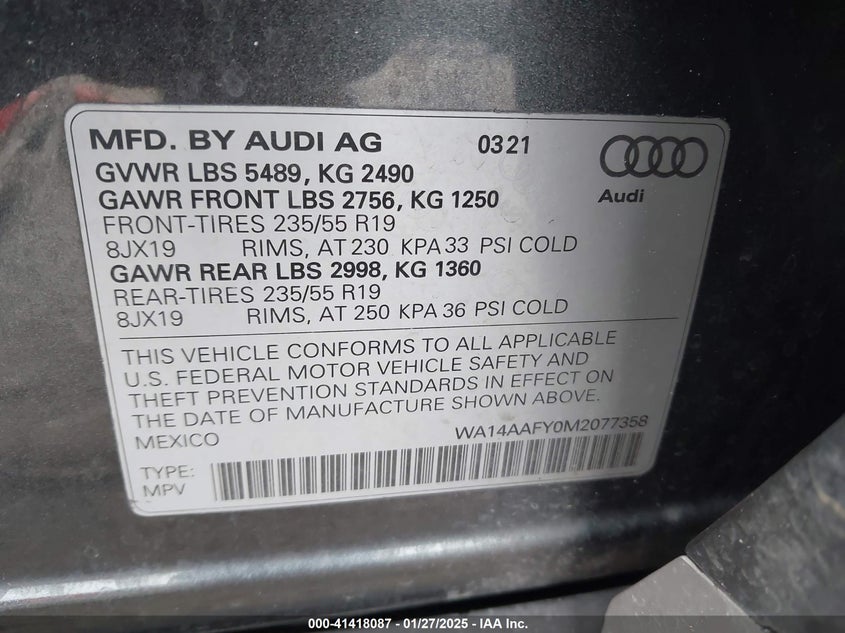 MFD. BY AUDI AG 0321
GVWR LBS 5489, KG 2490
GAWR FRONT LBS 2756, KG 1250
Audi
FRONT-TIRES 235/55 R19
8JX19 RIMS, AT 230 KPA 33 PSI COLD
GAWR REAR LBS 2998, KG 1360
REAR-TIRES 235/55 R19
8JX19 RIMS, AT 250 KPA 36 PSI COLD
THIS VEHICLE CONFORMS TO ALL APPLICABLE
U.S. FEDERAL MOTOR VEHICLE SAFETY AND
THEFT PREVENTION STANDARDS IN EFFECT ON
THE DATE OF MANUFACTURE SHOWN ABOVE.
MEXICO WA14AAFY0M2077358
TYPE:
MPV
000-41418087 - 01/27/2025 - IAA Inc.